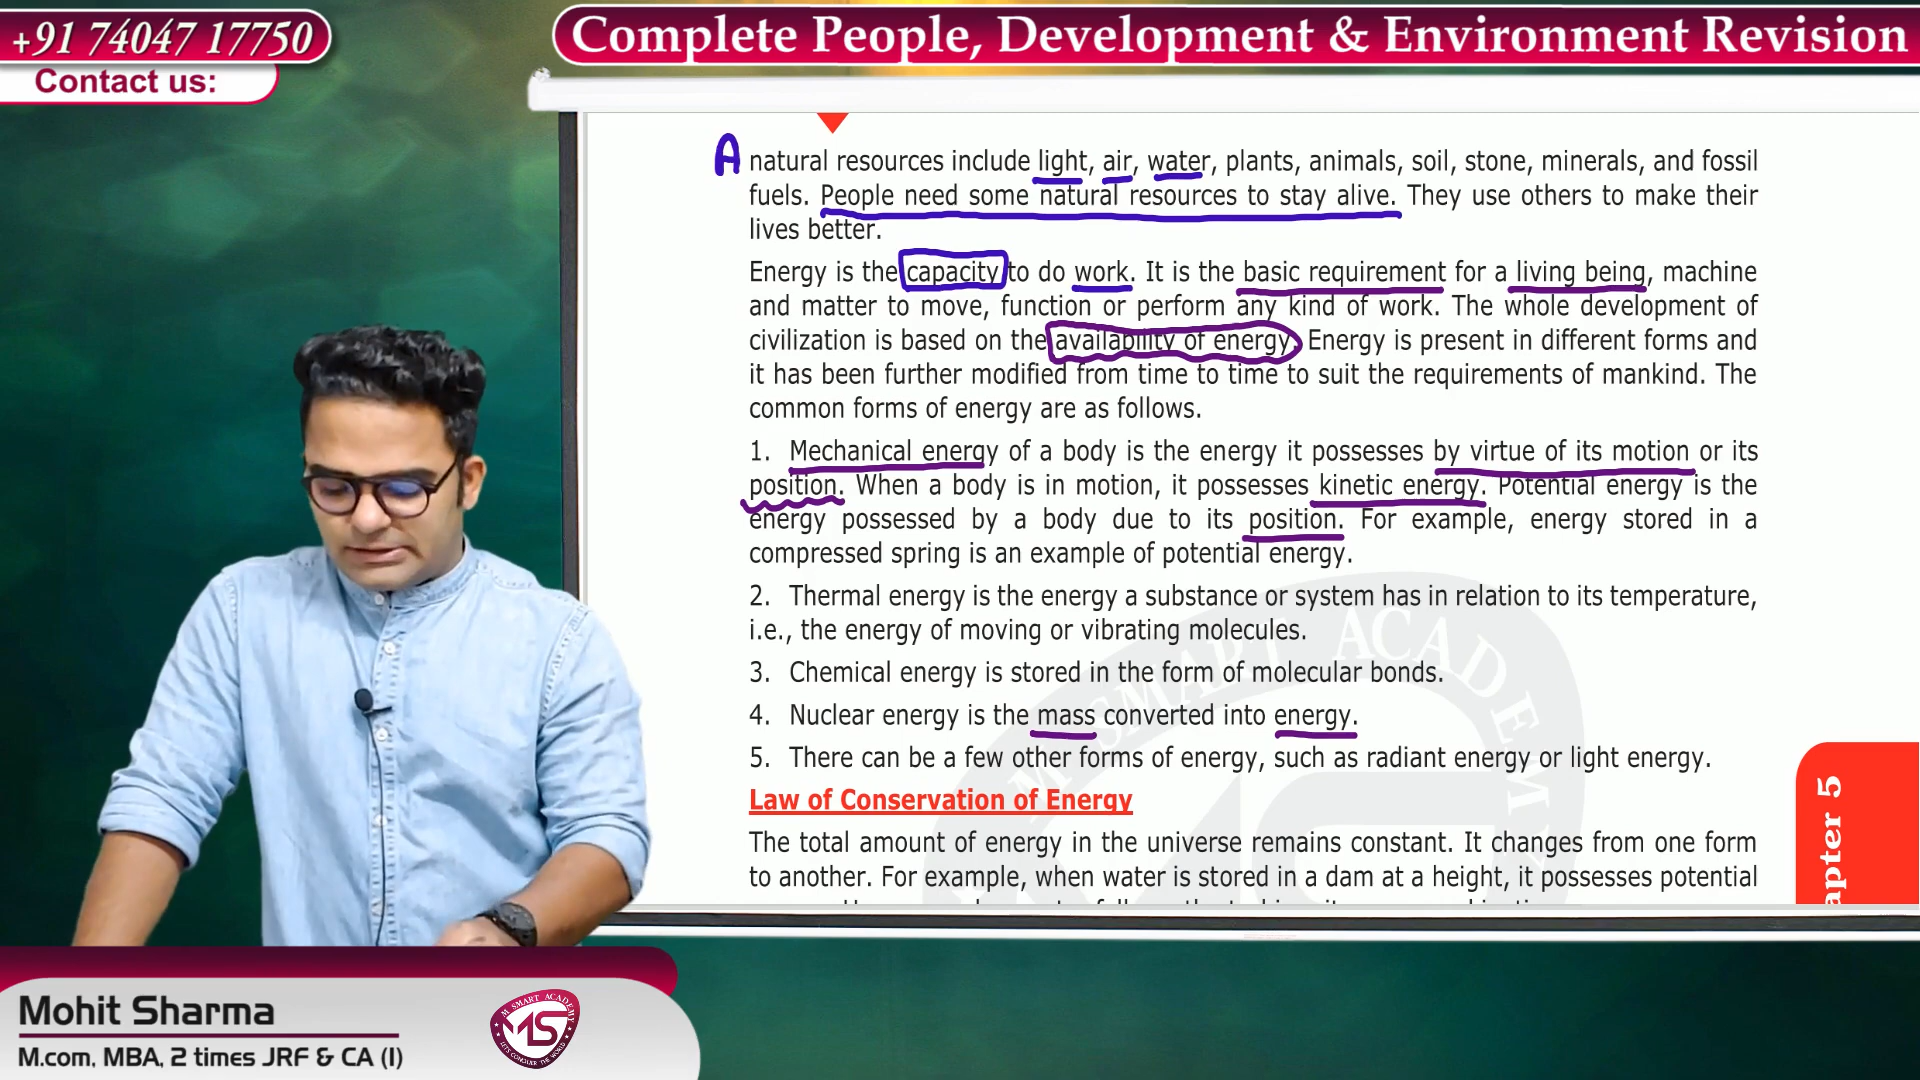 +91 74047 17750
Contact us:
Complete People, Development & Environment Revision
A natural resources include light, air, water, plants, animals, soil, stone, minerals, and fossil
fuels. People need some natural resources to stay alive. They use others to make their
lives better.
Energy is the capacity to do work. It is the basic requirement for a living being, machine
and matter to move, function or perform any kind of work. The whole development of
civilization is based on the availability of energy. Energy is present in different forms and
it has been further modified from time to time to suit the requirements of mankind. The
common forms of energy are as follows.
1. Mechanical energy of a body is the energy it possesses by virtue of its motion or its
position. When a body is in motion, it possesses kinetic energy. Potential energy is the
energy possessed by a body due to its position. For example, energy stored in a
compressed spring is an example of potential energy.
2. Thermal energy is the energy a substance or system has in relation to its temperature,
i.e., the energy of moving or vibrating molecules.
3. Chemical energy is stored in the form of molecular bonds.
4. Nuclear energy is the mass converted into energy.
5. There can be a few other forms of energy, such as radiant energy or light energy.
Law of Conservation of Energy
The total amount of energy in the universe remains constant. It changes from one form
to another. For example, when water is stored in a dam at a height, it possesses potential
M SMART ACADEMY
apter 5
Mohit Sharma
M.com, MBA, 2 times JRF & CA (I)
M SMART ACADEMY
MS
LETS CONQUER THE WORLD